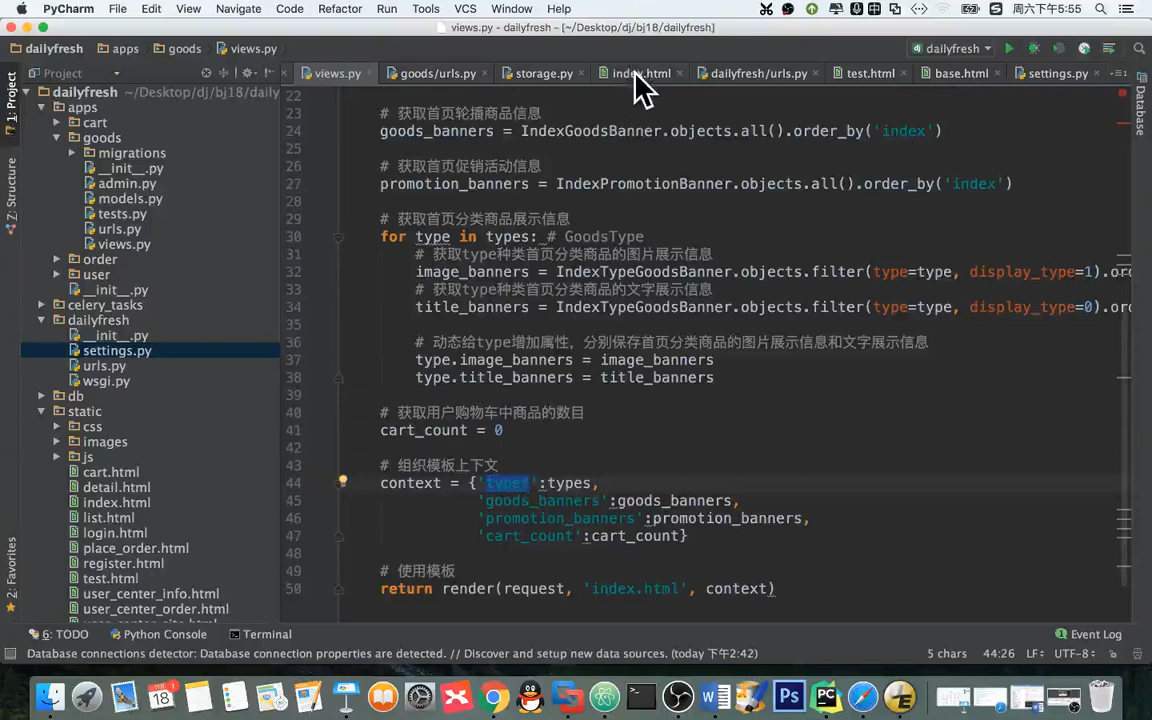 PyCharm File Edit View Navigate Code Refactor Run Tools VCS Window Help 周六下午5:55
views.py - dailyfresh - [~/Desktop/dj/bj18/dailyfresh]
dailyfresh apps goods views.py dailyfresh
Project
views.py goods/urls.py storage.py index.html dailyfresh/urls.py test.html base.html settings.py
1: Project
Z: Structure
2: Favorites
Database
dailyfresh ~/Desktop/dj/bj18/daily
apps
cart
goods
migrations
__init__.py
admin.py
models.py
tests.py
urls.py
views.py
order
user
__init__.py
celery_tasks
dailyfresh
__init__.py
settings.py
urls.py
wsgi.py
db
static
css
images
js
cart.html
detail.html
index.html
list.html
login.html
place_order.html
register.html
test.html
user_center_info.html
user_center_order.html
22
23 # 获取首页轮播商品信息
24 goods_banners = IndexGoodsBanner.objects.all().order_by('index')
25
26 # 获取首页促销活动信息
27 promotion_banners = IndexPromotionBanner.objects.all().order_by('index')
28
29 # 获取首页分类商品展示信息
30 for type in types: # GoodsType
31 # 获取type种类首页分类商品的图片展示信息
32 image_banners = IndexTypeGoodsBanner.objects.filter(type=type, display_type=1).ord
33 # 获取type种类首页分类商品的文字展示信息
34 title_banners = IndexTypeGoodsBanner.objects.filter(type=type, display_type=0).ord
35
36 # 动态给type增加属性，分别保存首页分类商品的图片展示信息和文字展示信息
37 type.image_banners = image_banners
38 type.title_banners = title_banners
39
40 # 获取用户购物车中商品的数目
41 cart_count = 0
42
43 # 组织模板上下文
44 context = {'types':types,
45 'goods_banners':goods_banners,
46 'promotion_banners':promotion_banners,
47 'cart_count':cart_count}
48
49 # 使用模板
50 return render(request, 'index.html', context)
6: TODO Python Console Terminal 1 Event Log
Database connections detector: Database connection properties are detected. // Discover and setup new data sources. (today 下午2:42) 5 chars 44:26 LF UTF-8
18
Ps
PC